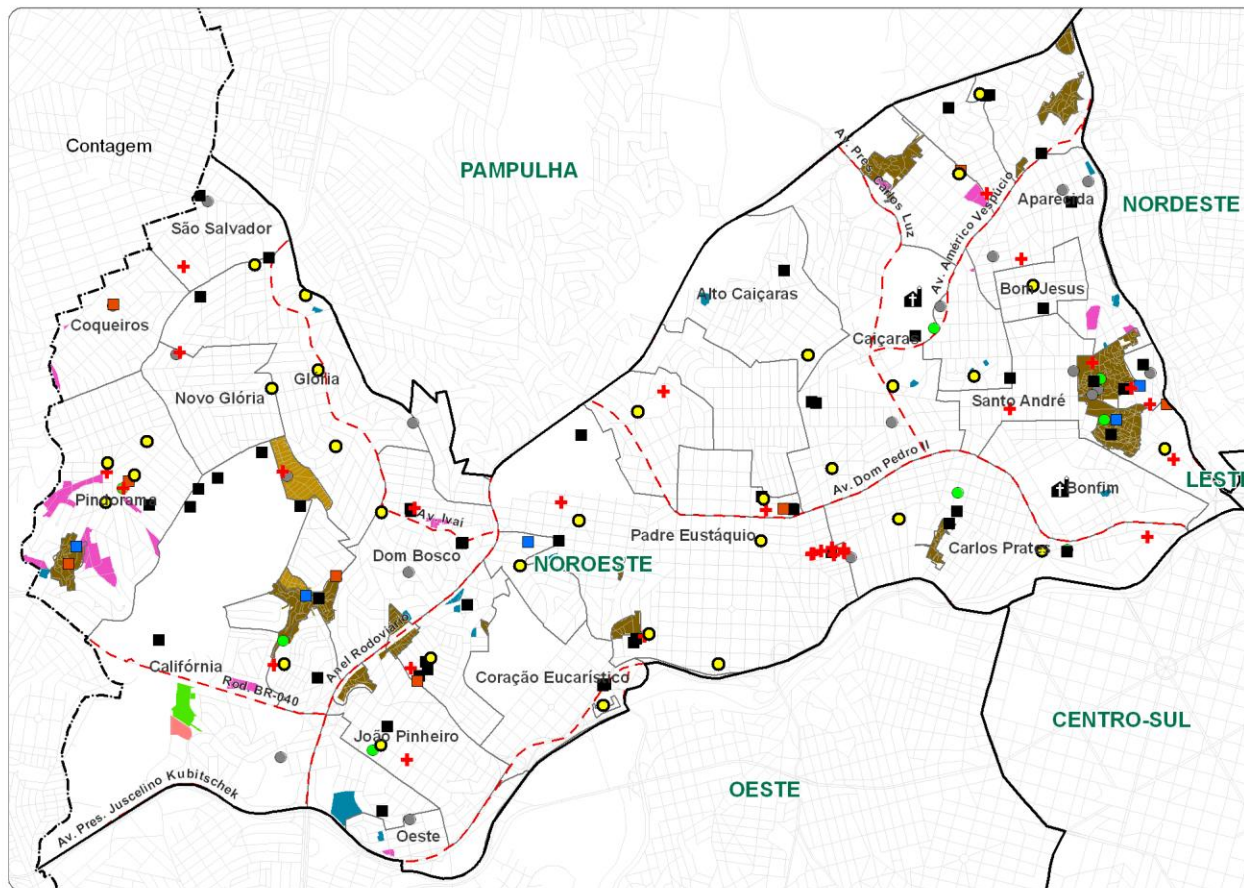 Contagem
PAMPULHA
Av. Pres. Carlos Luz
Av. Américo Vespúcio
Aparecida
NORDESTE
São Salvador
Bom Jesus
Alto Caiçaras
Coqueiros
Caiçaras
Glória
Novo Glória
Santo André
Av. Dom Pedro II
LESTE
Pindorama
Bonfim
Av. Ivaí
Padre Eustáquio
Dom Bosco
NOROESTE
Carlos Prates
Anel Rodoviário
Califórnia
Coração Eucarístico
Rod. BR-040
CENTRO-SUL
João Pinheiro
OESTE
Av. Pres. Juscelino Kubitschek
Oeste